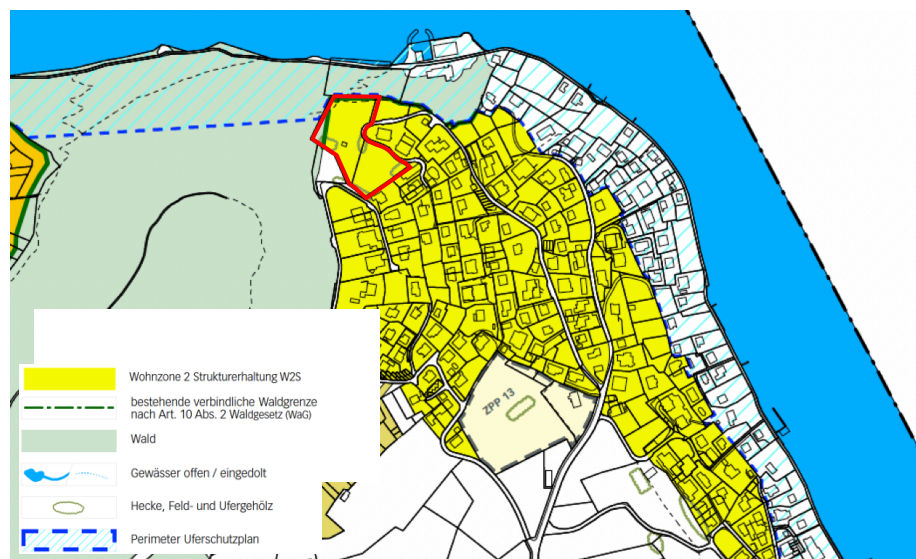 ZPP 13
Wohnzone 2 Strukturerhaltung W2S
bestehende verbindliche Waldgrenze
nach Art. 10 Abs. 2 Waldgesetz (WaG)
Wald
Gewässer offen / eingedolt
Hecke, Feld- und Ufergehölz
Perimeter Uferschutzplan